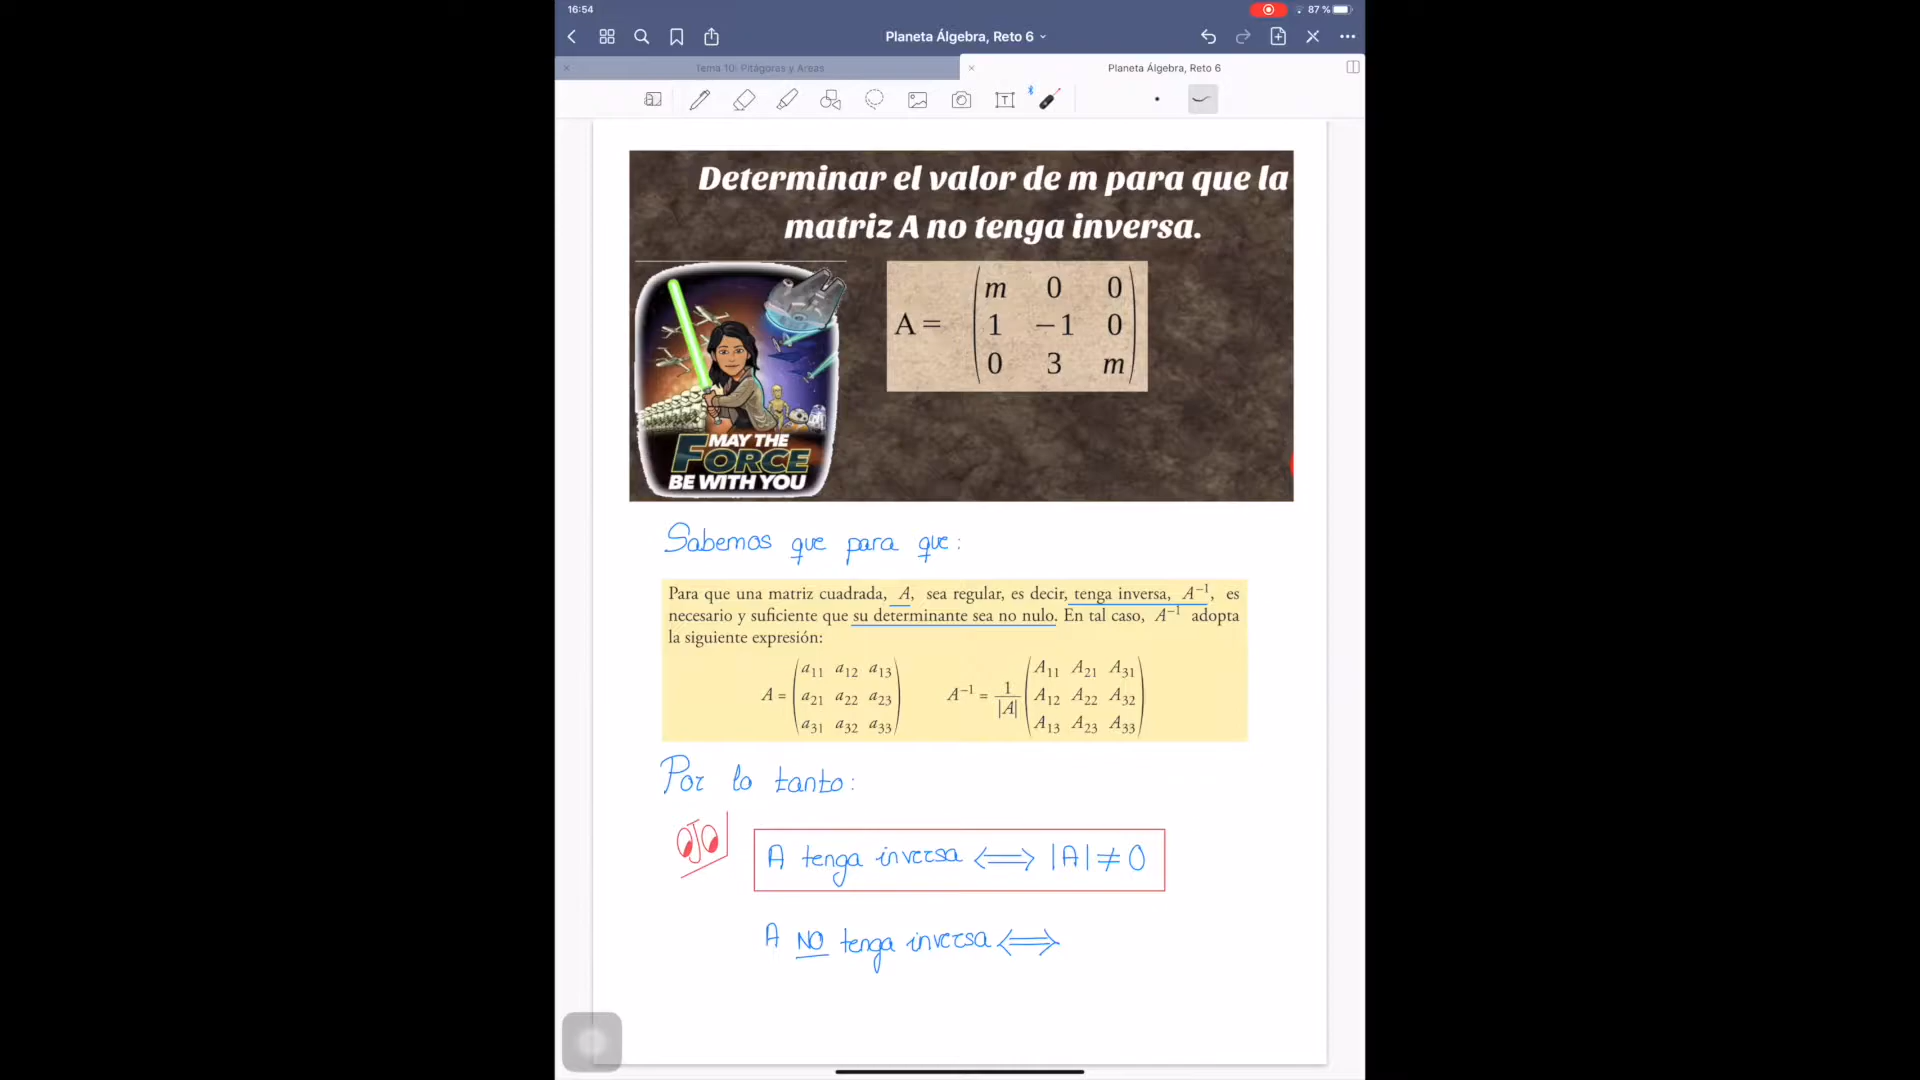 16:54
87 %
Planeta Álgebra, Reto 6
Tema 10: Pitágoras y Areas
Planeta Álgebra, Reto 6
T
Determinar el valor de m para que la
matriz A no tenga inversa.
A = ( m 0 0
1 −1 0
0 3 m )
MAY THE
FORCE
BE WITH YOU
Sabemos que para que:
Para que una matriz cuadrada, A, sea regular, es decir, tenga inversa, A⁻¹, es
necesario y suficiente que su determinante sea no nulo. En tal caso, A⁻¹ adopta
la siguiente expresión:
A = ( a11 a12 a13
a21 a22 a23
a31 a32 a33 )
A⁻¹ = 1/|A| ( A11 A21 A31
A12 A22 A32
A13 A23 A33 )
Por lo tanto:
OJO
A tenga inversa ⟺ |A| ≠ 0
A NO tenga inversa ⟺